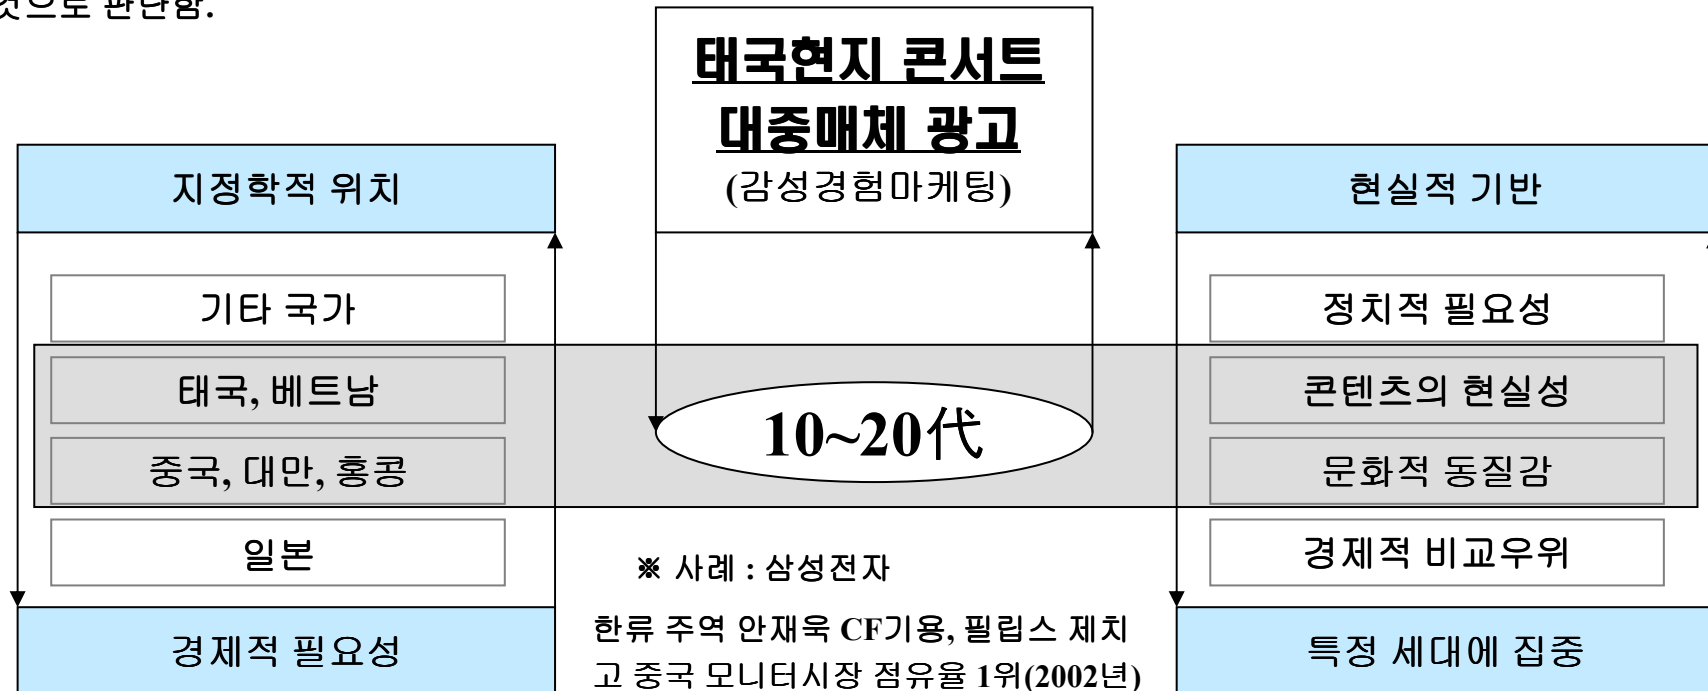 것으로 판단함.
태국현지 콘서트
대중매체 광고
(감성경험마케팅)
지정학적 위치
기타 국가
태국, 베트남
중국, 대만, 홍콩
일본
경제적 필요성
10~20代
※ 사례 : 삼성전자
한류 주역 안재욱 CF기용, 필립스 제치
고 중국 모니터시장 점유율 1위(2002년)
현실적 기반
정치적 필요성
콘텐츠의 현실성
문화적 동질감
경제적 비교우위
특정 세대에 집중